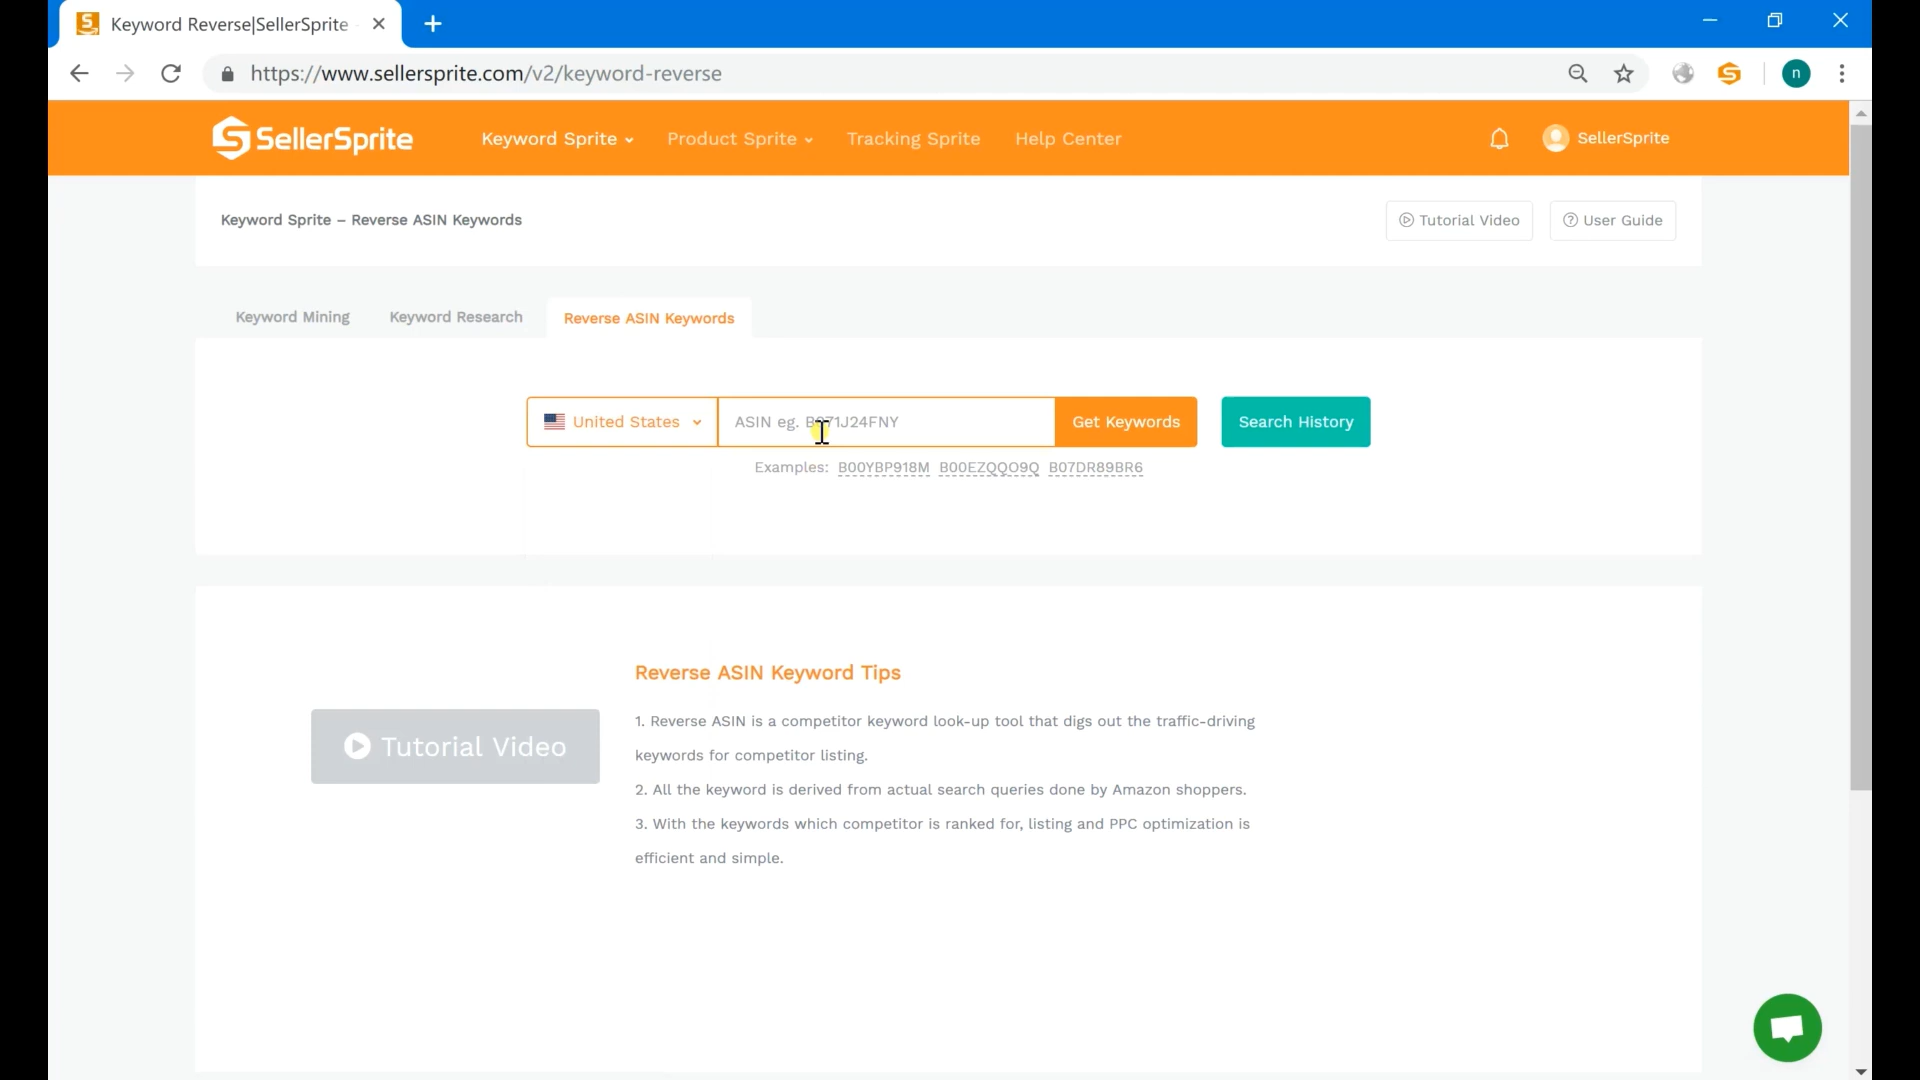 Keyword Reverse|SellerSprite
https://www.sellersprite.com/v2/keyword-reverse
n
SellerSprite
Keyword Sprite
Product Sprite
Tracking Sprite
Help Center
SellerSprite
Keyword Sprite – Reverse ASIN Keywords
Tutorial Video
User Guide
Keyword Mining
Keyword Research
Reverse ASIN Keywords
United States
ASIN eg. B071J24FNY
Get Keywords
Search History
Examples: B00YBP918M B00EZQQO9Q B07DR89BR6
Reverse ASIN Keyword Tips
Tutorial Video
1. Reverse ASIN is a competitor keyword look-up tool that digs out the traffic-driving
keywords for competitor listing.
2. All the keyword is derived from actual search queries done by Amazon shoppers.
3. With the keywords which competitor is ranked for, listing and PPC optimization is
efficient and simple.